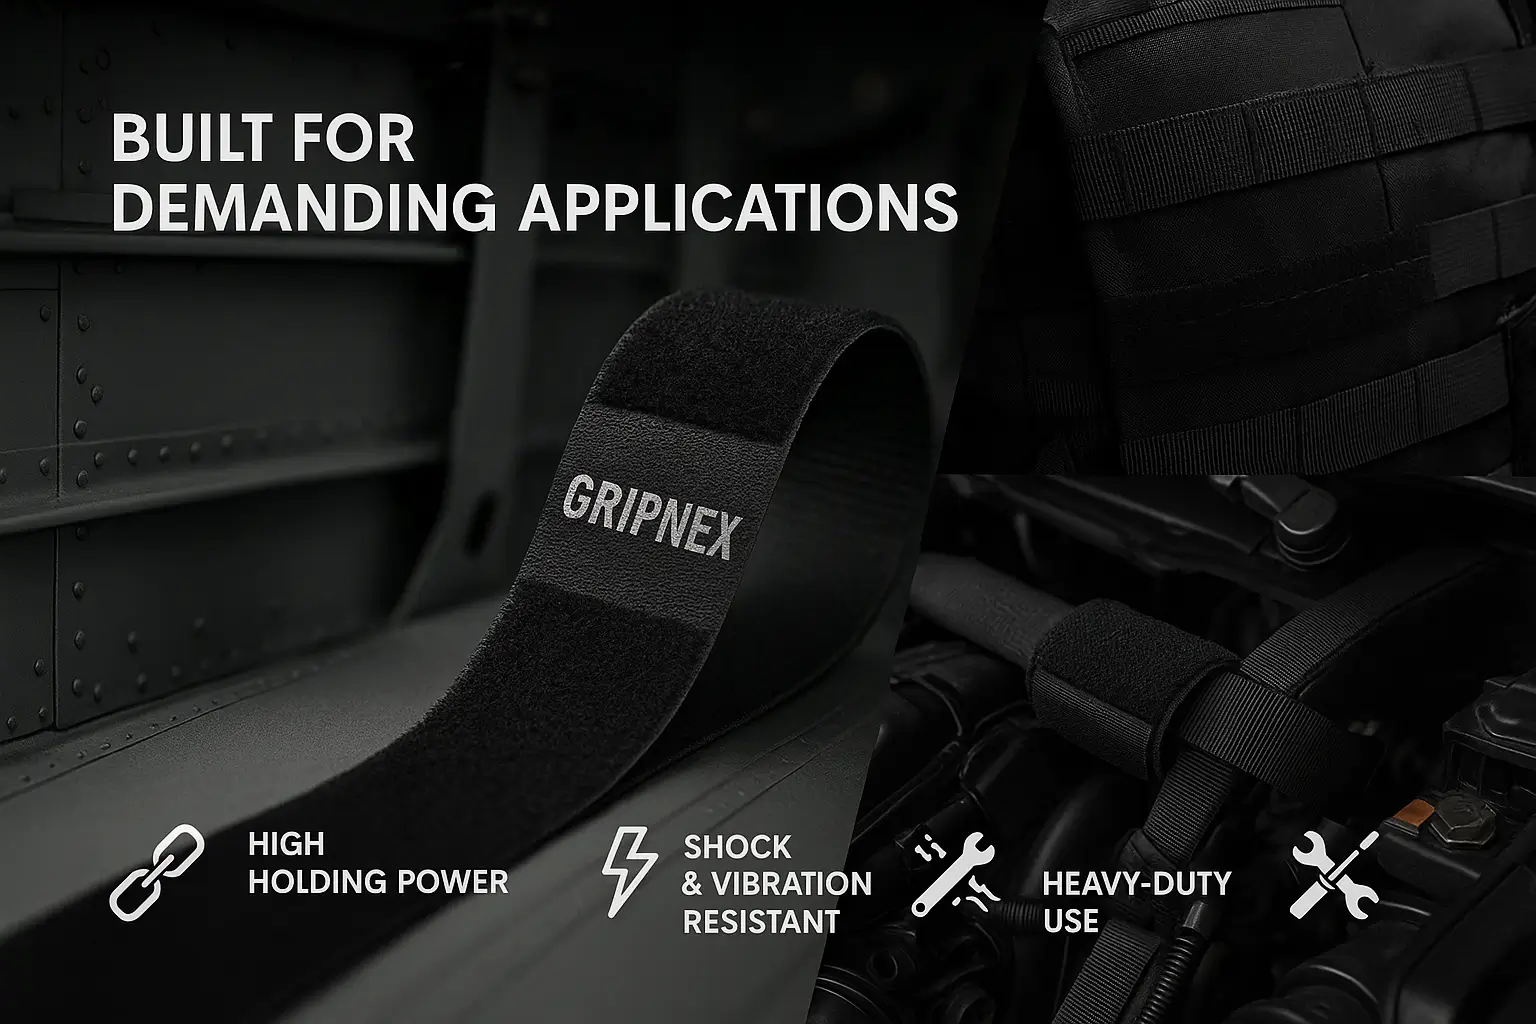 BUILT FOR
DEMANDING APPLICATIONS
GRIPNEX
HIGH
HOLDING POWER
SHOCK
& VIBRATION
RESISTANT
HEAVY-DUTY
USE